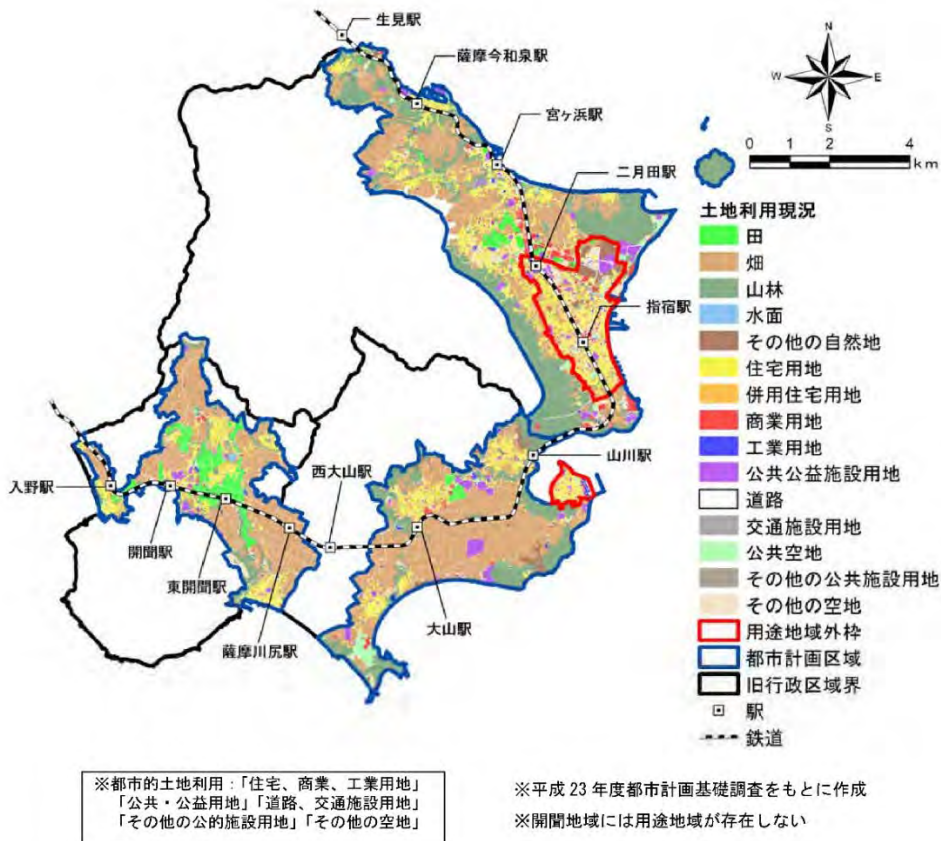 生見駅
薩摩今和泉駅
宮ヶ浜駅
二月田駅
指宿駅
山川駅
西大山駅
入野駅
開聞駅
東開聞駅
薩摩川尻駅
大山駅
N
W E
S
0 1 2 4
km
土地利用現況
田
畑
山林
水面
その他の自然地
住宅用地
併用住宅用地
商業用地
工業用地
公共公益施設用地
道路
交通施設用地
公共空地
その他の公共施設用地
その他の空地
用途地域外枠
都市計画区域
旧行政区域界
駅
鉄道
※都市的土地利用:「住宅、商業、工業用地」
「公共・公益用地」「道路、交通施設用地」
「その他の公的施設用地」「その他の空地」
※平成 23 年度都市計画基礎調査をもとに作成
※開聞地域には用途地域が存在しない